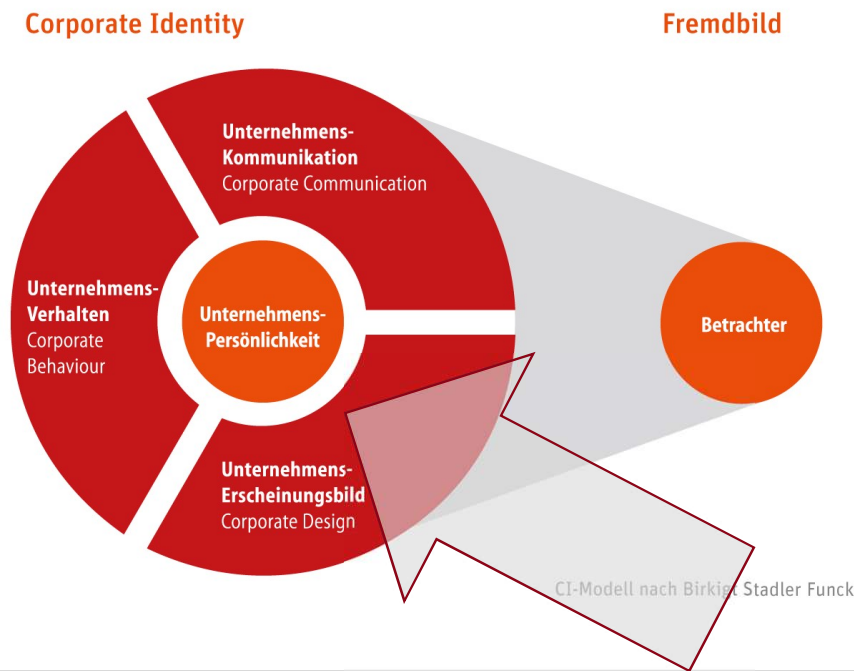 Corporate Identity
Fremdbild
Unternehmens-
Kommunikation
Corporate Communication
Unternehmens-
Verhalten
Corporate
Behaviour
Unternehmens-
Persönlichkeit
Betrachter
Unternehmens-
Erscheinungsbild
Corporate Design
CI-Modell nach Birkigt Stadler Funck